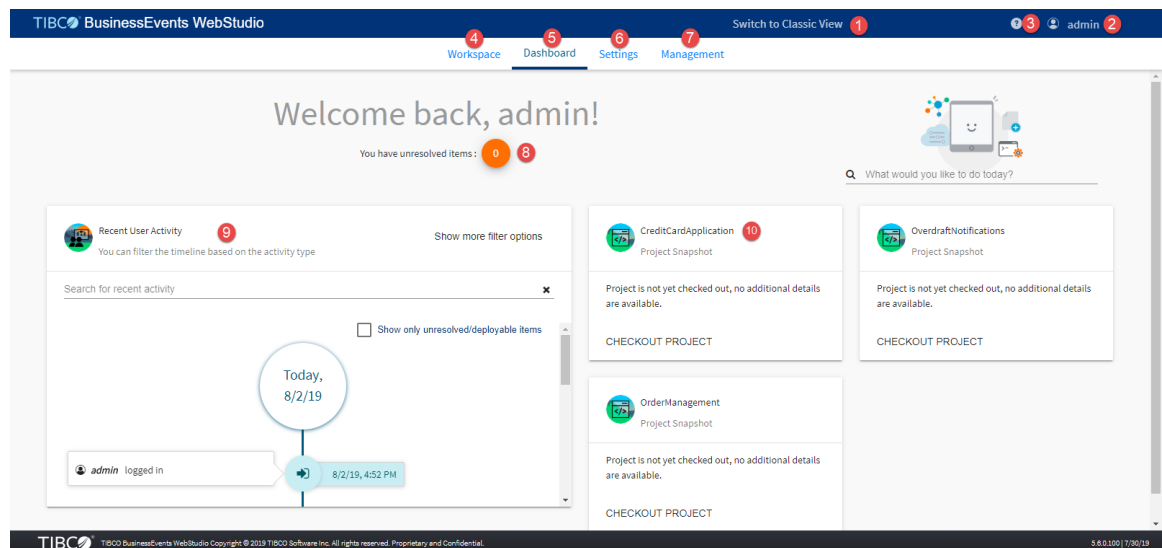 TIBCO® BusinessEvents WebStudio
Switch to Classic View 1
? 3 admin 2
4 5 6 7
Workspace Dashboard Settings Management
Welcome back, admin!
You have unresolved items : 0 8
What would you like to do today?
Recent User Activity 9
You can filter the timeline based on the activity type
Show more filter options
Search for recent activity
Show only unresolved/deployable items
Today,
8/2/19
admin logged in
8/2/19, 4:52 PM
CreditCardApplication 10
Project Snapshot
Project is not yet checked out, no additional details
are available.
CHECKOUT PROJECT
OverdraftNotifications
Project Snapshot
Project is not yet checked out, no additional details
are available.
CHECKOUT PROJECT
OrderManagement
Project Snapshot
Project is not yet checked out, no additional details
are available.
CHECKOUT PROJECT
TIBCO® TIBCO BusinessEvents WebStudio Copyright © 2019 TIBCO Software Inc. All rights reserved. Proprietary and Confidential.
5.6.0.100 | 7/30/19